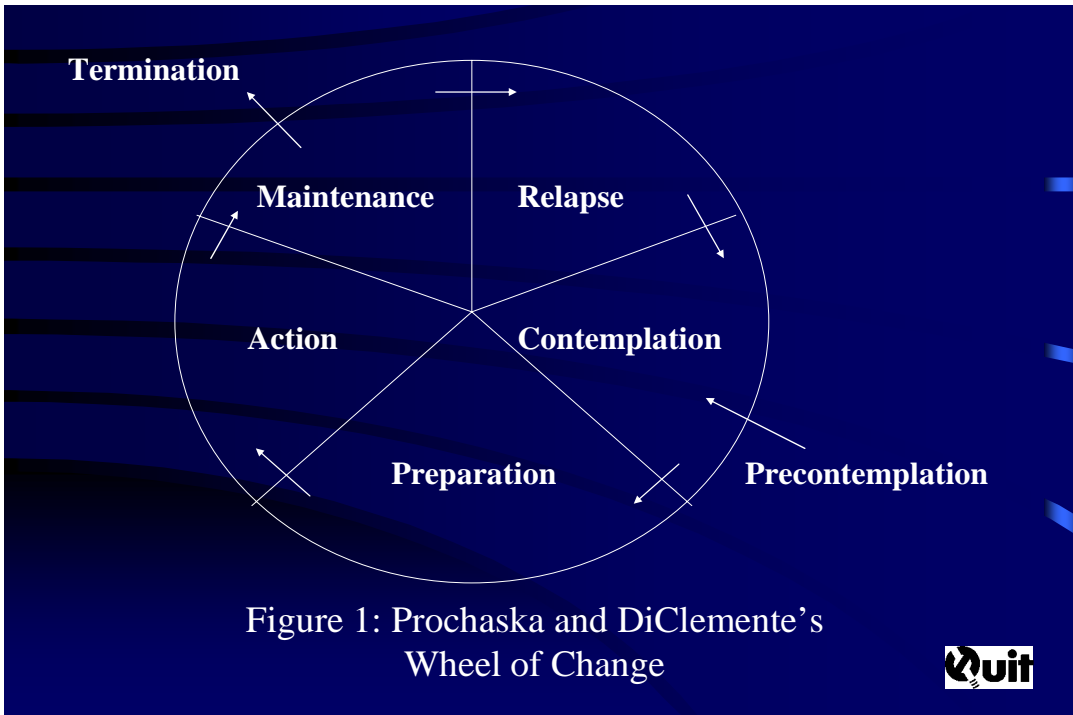 Termination
Maintenance
Relapse
Action
Contemplation
Preparation
Precontemplation
Figure 1: Prochaska and DiClemente’s
Wheel of Change
Quit